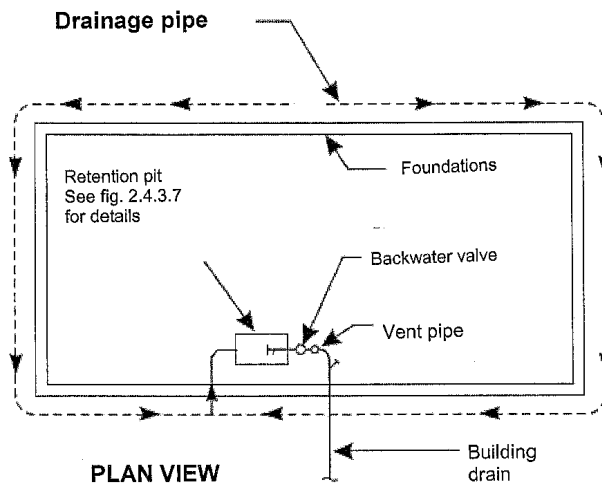 Drainage pipe
Foundations
Retention pit
See fig. 2.4.3.7
for details
Backwater valve
Vent pipe
Building
drain
PLAN VIEW